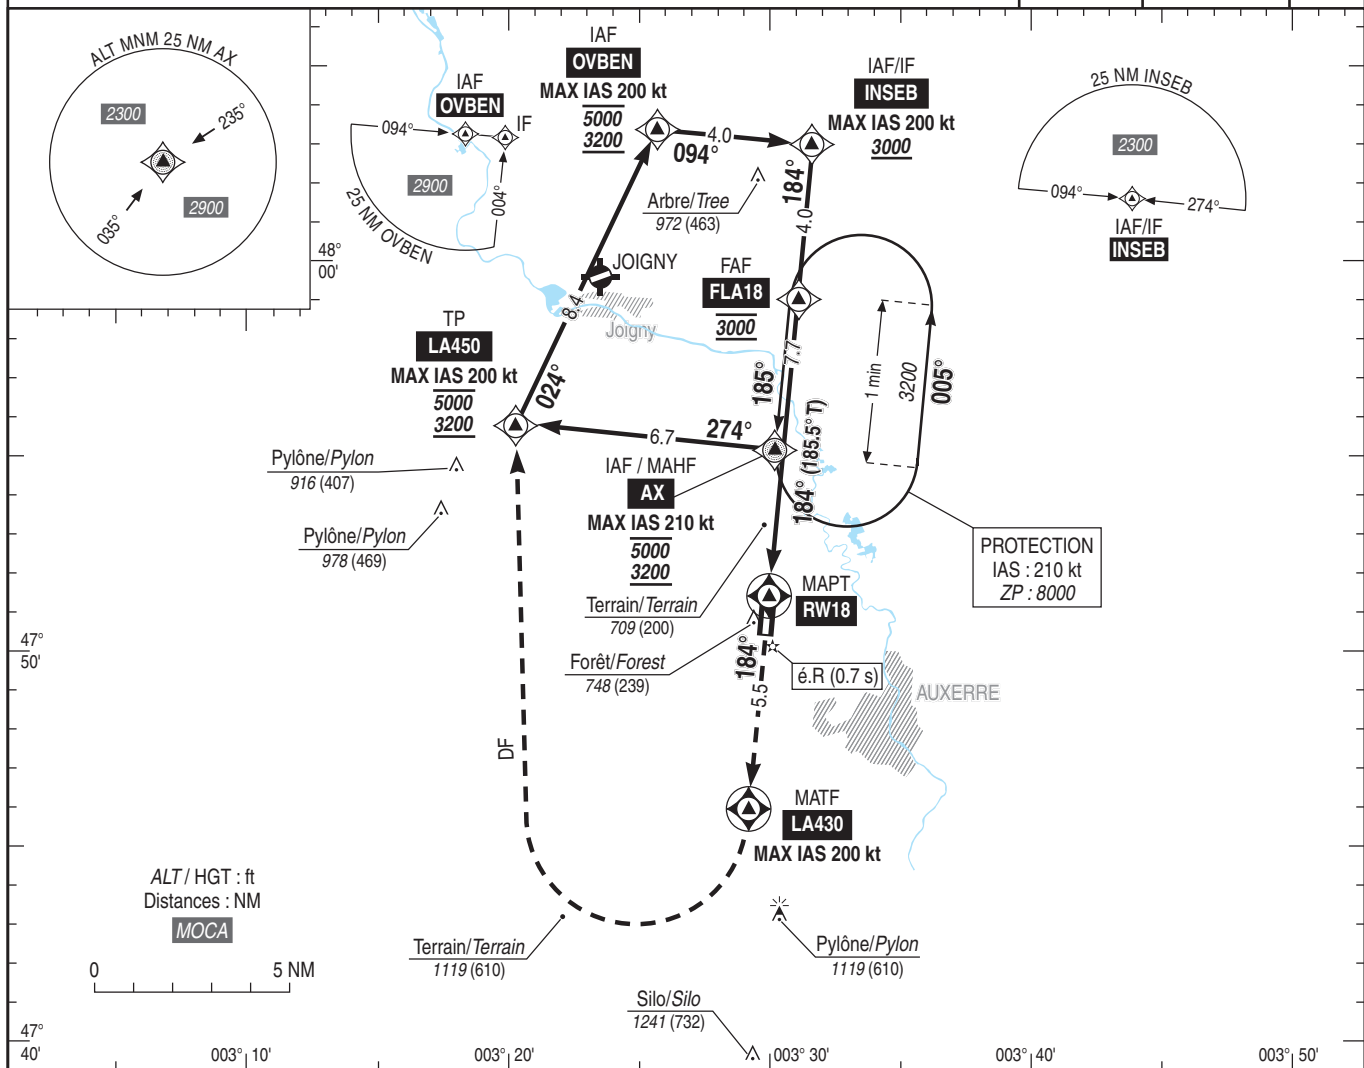 ALT MNM 25 NM AX
2300
235°
035°
2900
IAF
OVBEN
IF
094°
004°
2900
25 NM OVBEN
IAF
OVBEN
MAX IAS 200 kt
5000
3200
4.0
094°
IAF/IF
INSEB
MAX IAS 200 kt
3000
25 NM INSEB
2300
094°
274°
IAF/IF
INSEB
184°
4.0
Arbre/Tree
972 (463)
48°
00'
JOIGNY
Joigny
8.4
024°
FAF
FLA18
3000
7.7
185°
1 min
3200
005°
TP
LA450
MAX IAS 200 kt
5000
3200
6.7
274°
184° (185.5° T)
Pylône/Pylon
916 (407)
Pylône/Pylon
978 (469)
IAF / MAHF
AX
MAX IAS 210 kt
5000
3200
PROTECTION
IAS : 210 kt
ZP : 8000
Terrain/Terrain
709 (200)
MAPT
RW18
Forêt/Forest
748 (239)
184°
é.R (0.7 s)
5.5
47°
50'
AUXERRE
DF
MATF
LA430
MAX IAS 200 kt
ALT / HGT : ft
Distances : NM
MOCA
0
5 NM
Terrain/Terrain
1119 (610)
Pylône/Pylon
1119 (610)
Silo/Silo
1241 (732)
47°
40'
003° 10'
003° 20'
003° 30'
003° 40'
003° 50'